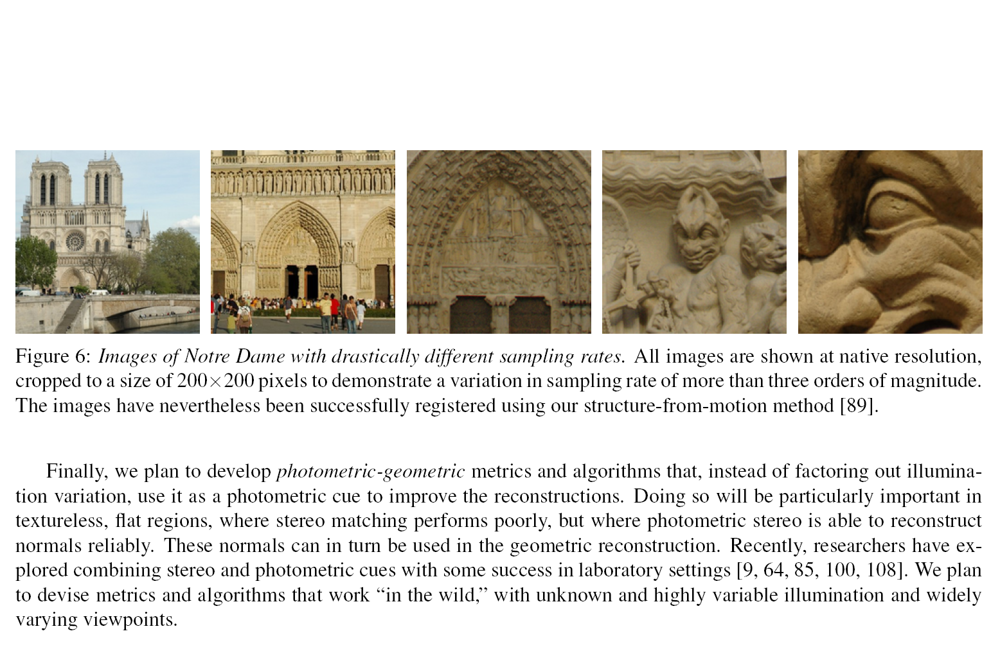 Figure 6: Images of Notre Dame with drastically different sampling rates. All images are shown at native resolution,
cropped to a size of 200×200 pixels to demonstrate a variation in sampling rate of more than three orders of magnitude.
The images have nevertheless been successfully registered using our structure-from-motion method [89].
Finally, we plan to develop photometric-geometric metrics and algorithms that, instead of factoring out illumina-
tion variation, use it as a photometric cue to improve the reconstructions. Doing so will be particularly important in
textureless, flat regions, where stereo matching performs poorly, but where photometric stereo is able to reconstruct
normals reliably. These normals can in turn be used in the geometric reconstruction. Recently, researchers have ex-
plored combining stereo and photometric cues with some success in laboratory settings [9, 64, 85, 100, 108]. We plan
to devise metrics and algorithms that work “in the wild,” with unknown and highly variable illumination and widely
varying viewpoints.